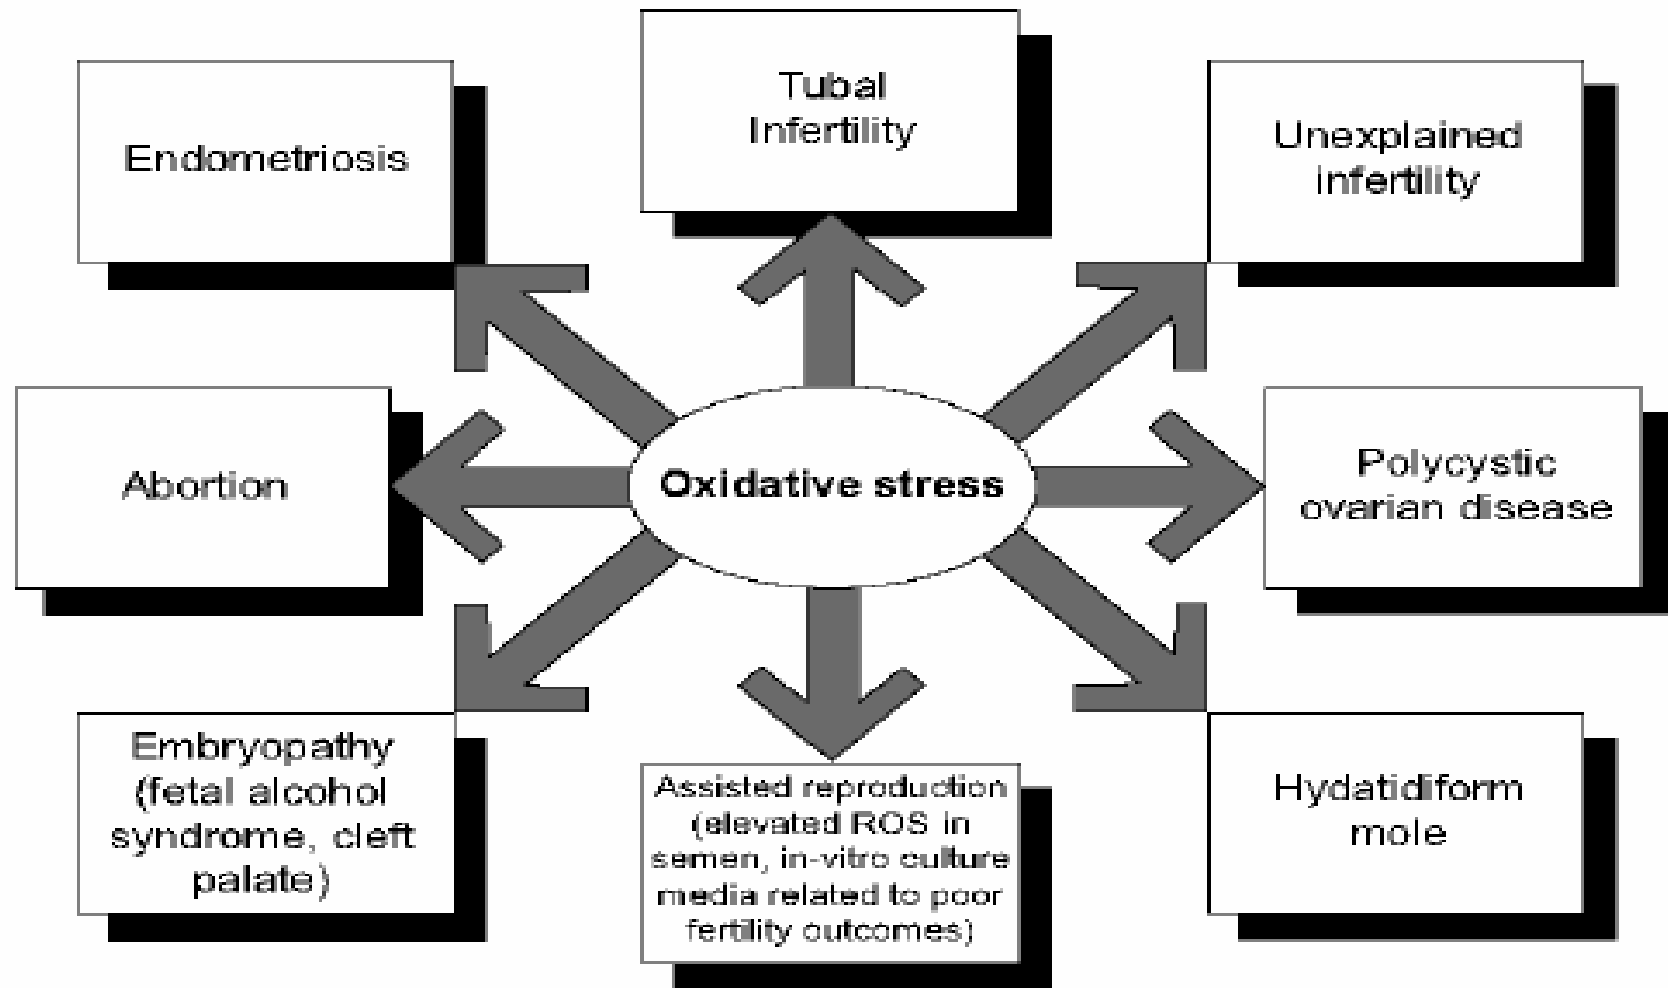 Tubal
Infertility
Endometriosis
Unexplained
infertility
Abortion
Oxidative stress
Polycystic
ovarian disease
Embryopathy
(fetal alcohol
syndrome, cleft
palate)
Assisted reproduction
(elevated ROS in
semen, in-vitro culture
media related to poor
fertility outcomes)
Hydatidiform
mole